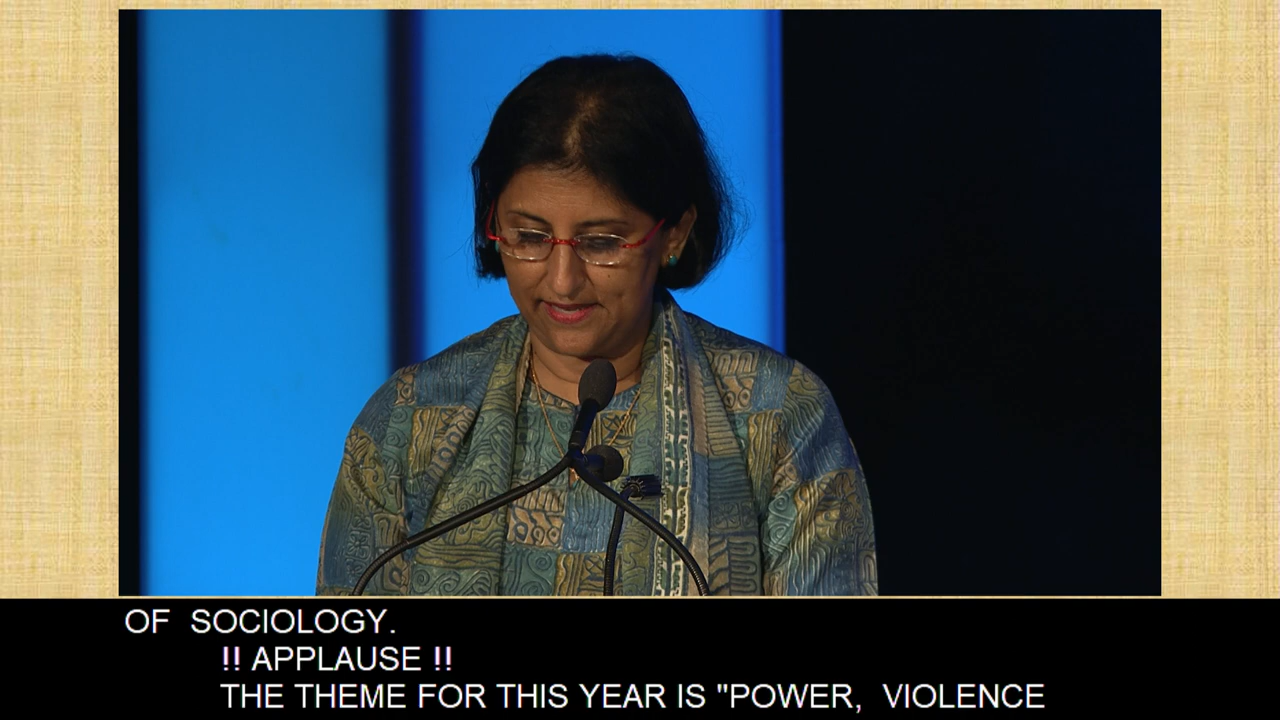 OF SOCIOLOGY.
!! APPLAUSE !!
THE THEME FOR THIS YEAR IS "POWER, VIOLENCE